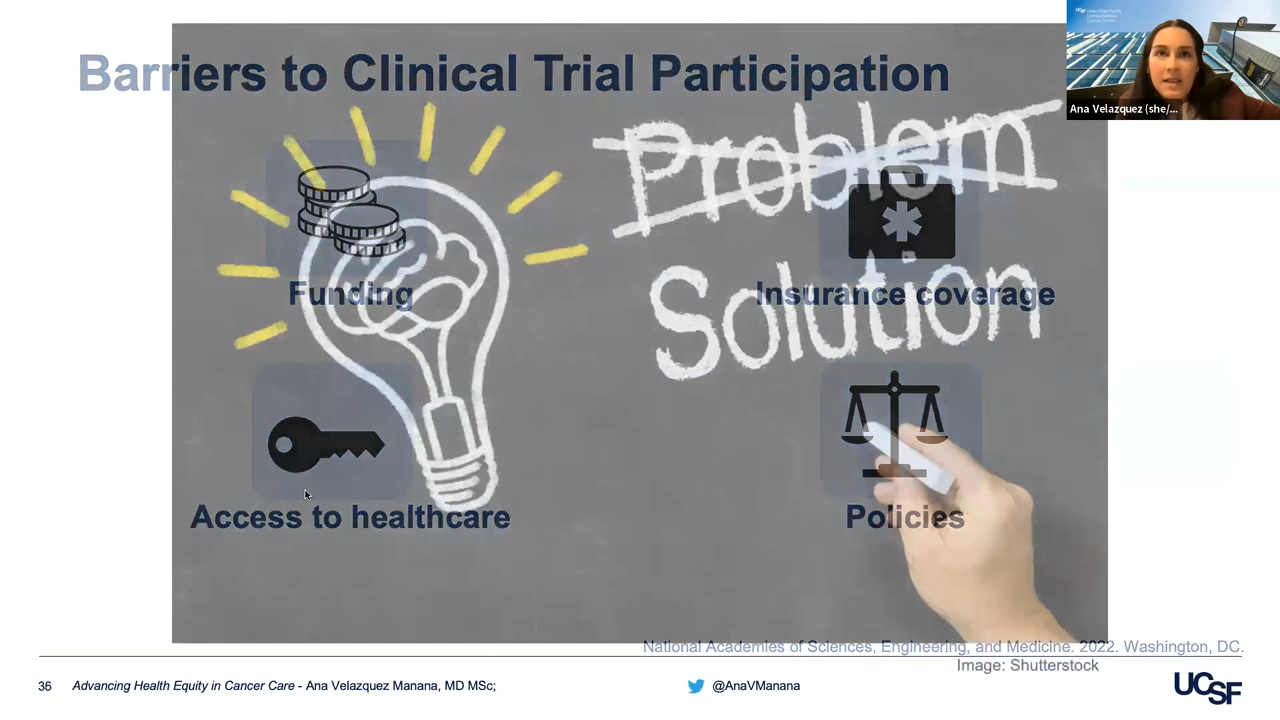 Barriers to Clinical Trial Participation
Ana Velazquez (she/...
Problem
Solution
Funding
Insurance coverage
Access to healthcare
Policies
National Academies of Sciences, Engineering, and Medicine. 2022. Washington, DC.
Image: Shutterstock
36
Advancing Health Equity in Cancer Care - Ana Velazquez Manana, MD MSc;
@AnaVManana
UCSF